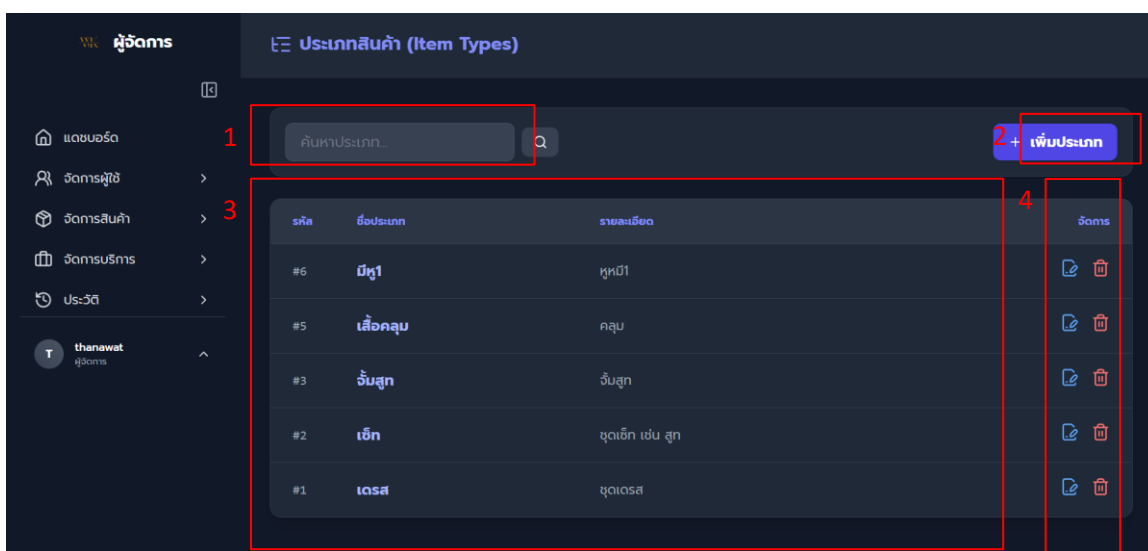 WK ผู้จัดการ
ประเภทสินค้า (Item Types)
แดชบอร์ด
จัดการผู้ใช้
จัดการสินค้า
จัดการบริการ
ประวัติ
T thanawat
ผู้จัดการ
1 ค้นหาประเภท...
2 + เพิ่มประเภท
3
4
รหัส ชื่อประเภท รายละเอียด จัดการ
#6 มีหู1 หูหมี1
#5 เสื้อคลุม คลุม
#3 จั้มสูท จั้มสูท
#2 เซ็ท ชุดเซ็ท เช่น สูท
#1 เดรส ชุดเดรส